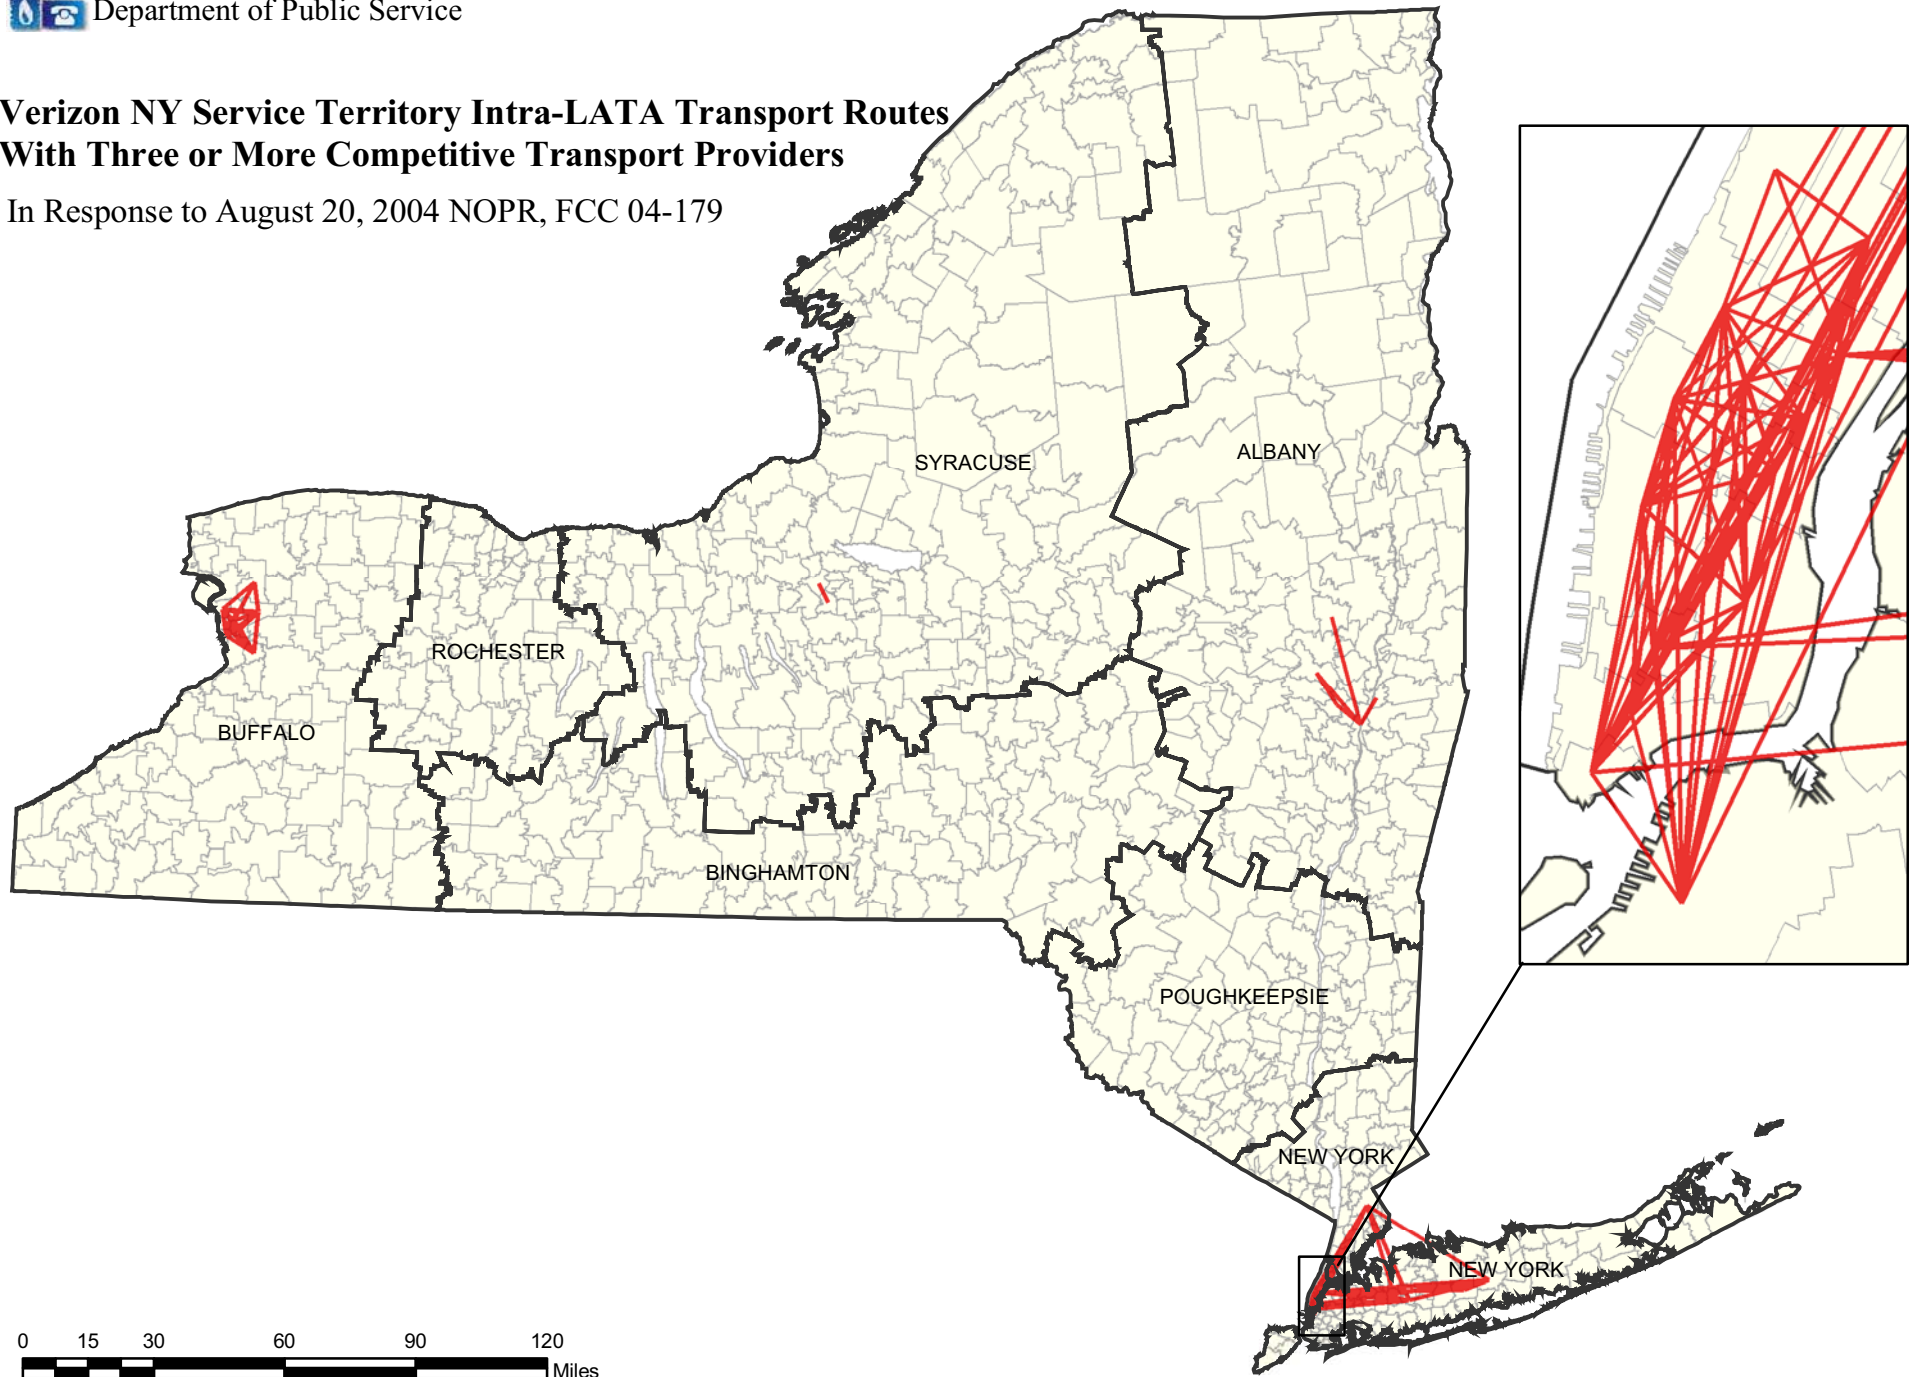 Department of Public Service
Verizon NY Service Territory Intra-LATA Transport Routes
With Three or More Competitive Transport Providers
In Response to August 20, 2004 NOPR, FCC 04-179
SYRACUSE
ALBANY
ROCHESTER
BUFFALO
BINGHAMTON
POUGHKEEPSIE
NEW YORK
NEW YORK
0 15 30 60 90 120
Miles